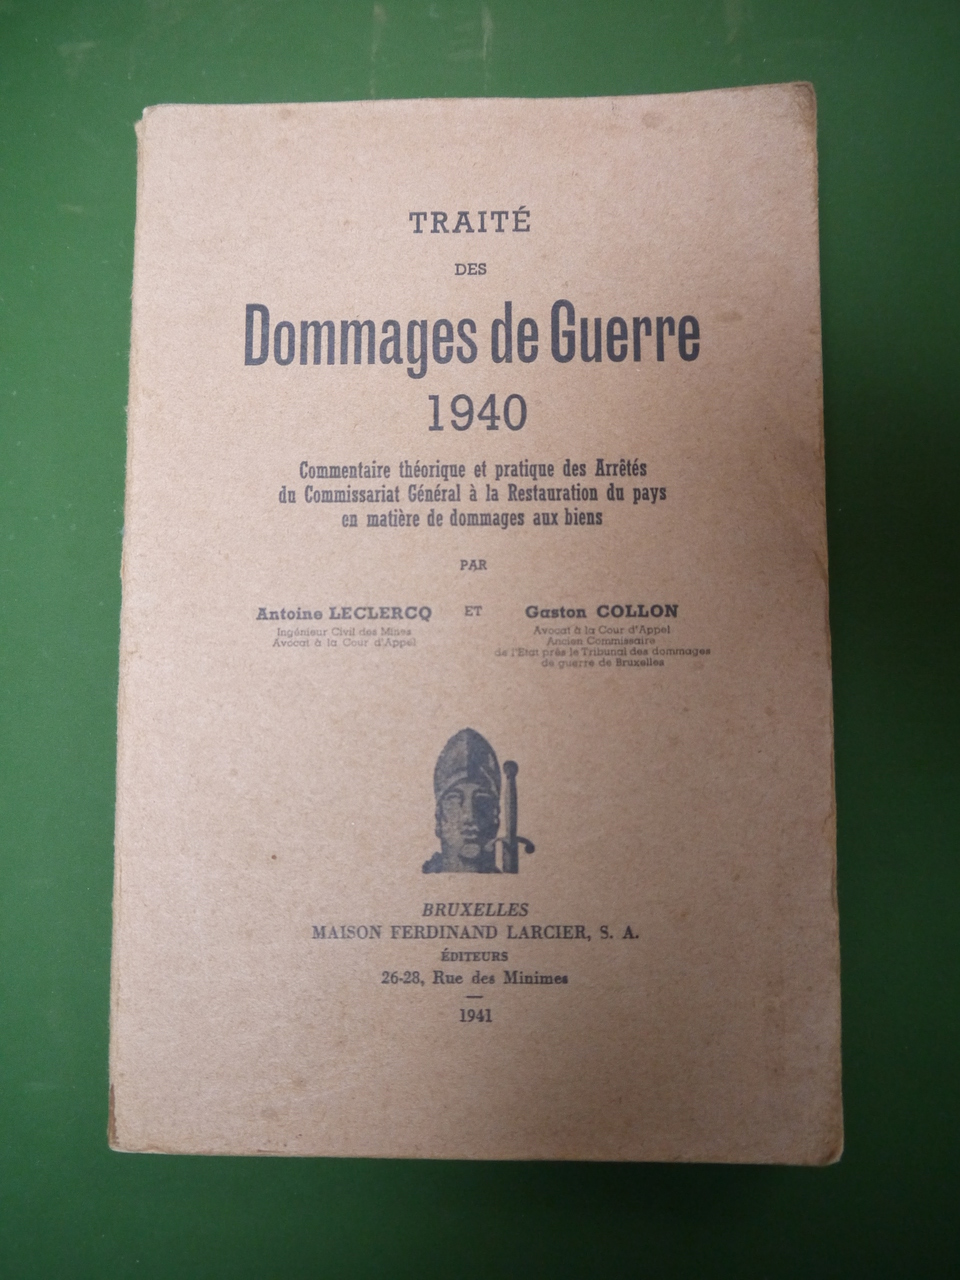 TRAITÉ
DES
Dommages de Guerre
1940
Commentaire théorique et pratique des Arrêtés
du Commissariat Général à la Restauration du pays
en matière de dommages aux biens
PAR
Antoine LECLERCQ ET Gaston COLLON
Ingénieur Civil des Mines
Avocat à la Cour d'Appel
Avocat à la Cour d'Appel
Ancien Commissaire
de l'Etat près le Tribunal des dommages
de guerre de Bruxelles
BRUXELLES
MAISON FERDINAND LARCIER, S. A.
ÉDITEURS
26-28, Rue des Minimes
1941